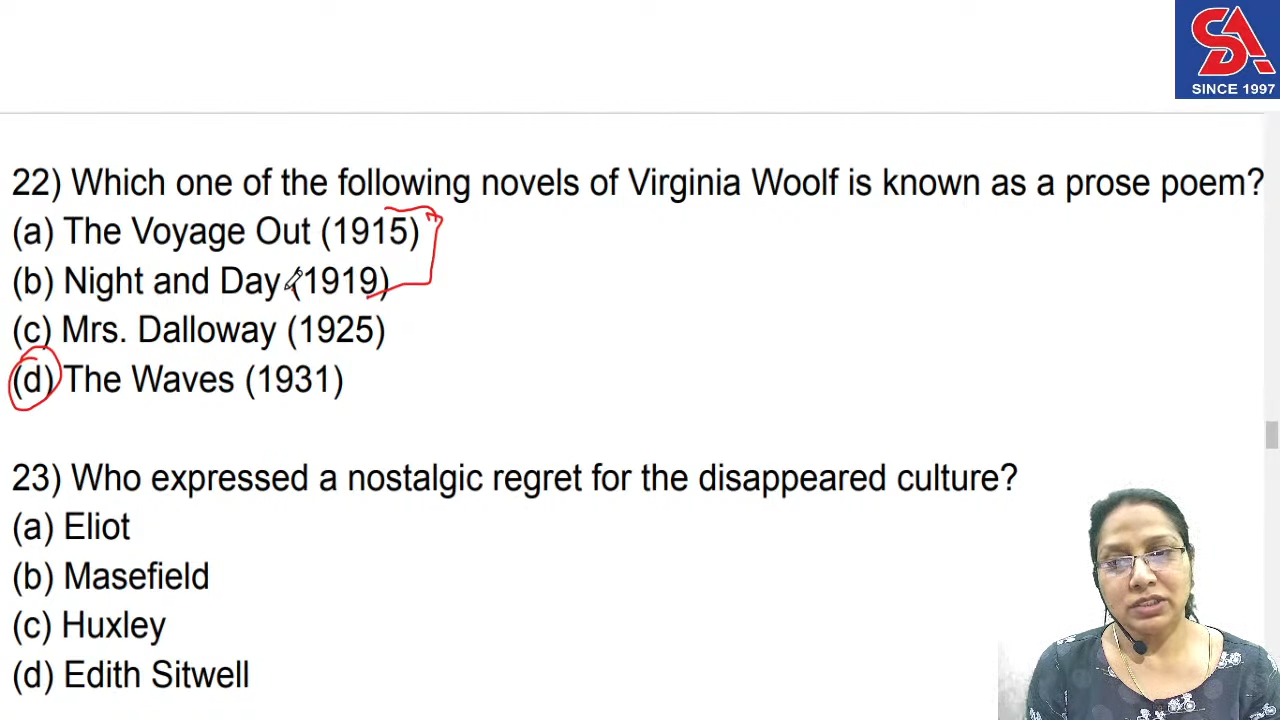 SA
SINCE 1997
22) Which one of the following novels of Virginia Woolf is known as a prose poem?
(a) The Voyage Out (1915)
(b) Night and Day (1919)
(c) Mrs. Dalloway (1925)
(d) The Waves (1931)
23) Who expressed a nostalgic regret for the disappeared culture?
(a) Eliot
(b) Masefield
(c) Huxley
(d) Edith Sitwell